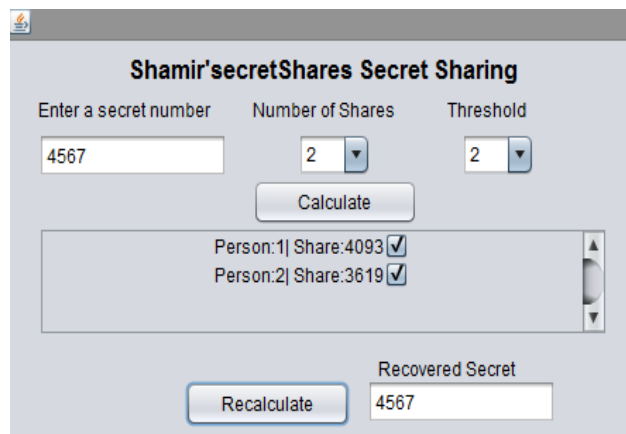 Shamir'secretShares Secret Sharing
Enter a secret number Number of Shares Threshold
4567 2 2
Calculate
Person:1| Share:4093
Person:2| Share:3619
Recovered Secret
Recalculate 4567